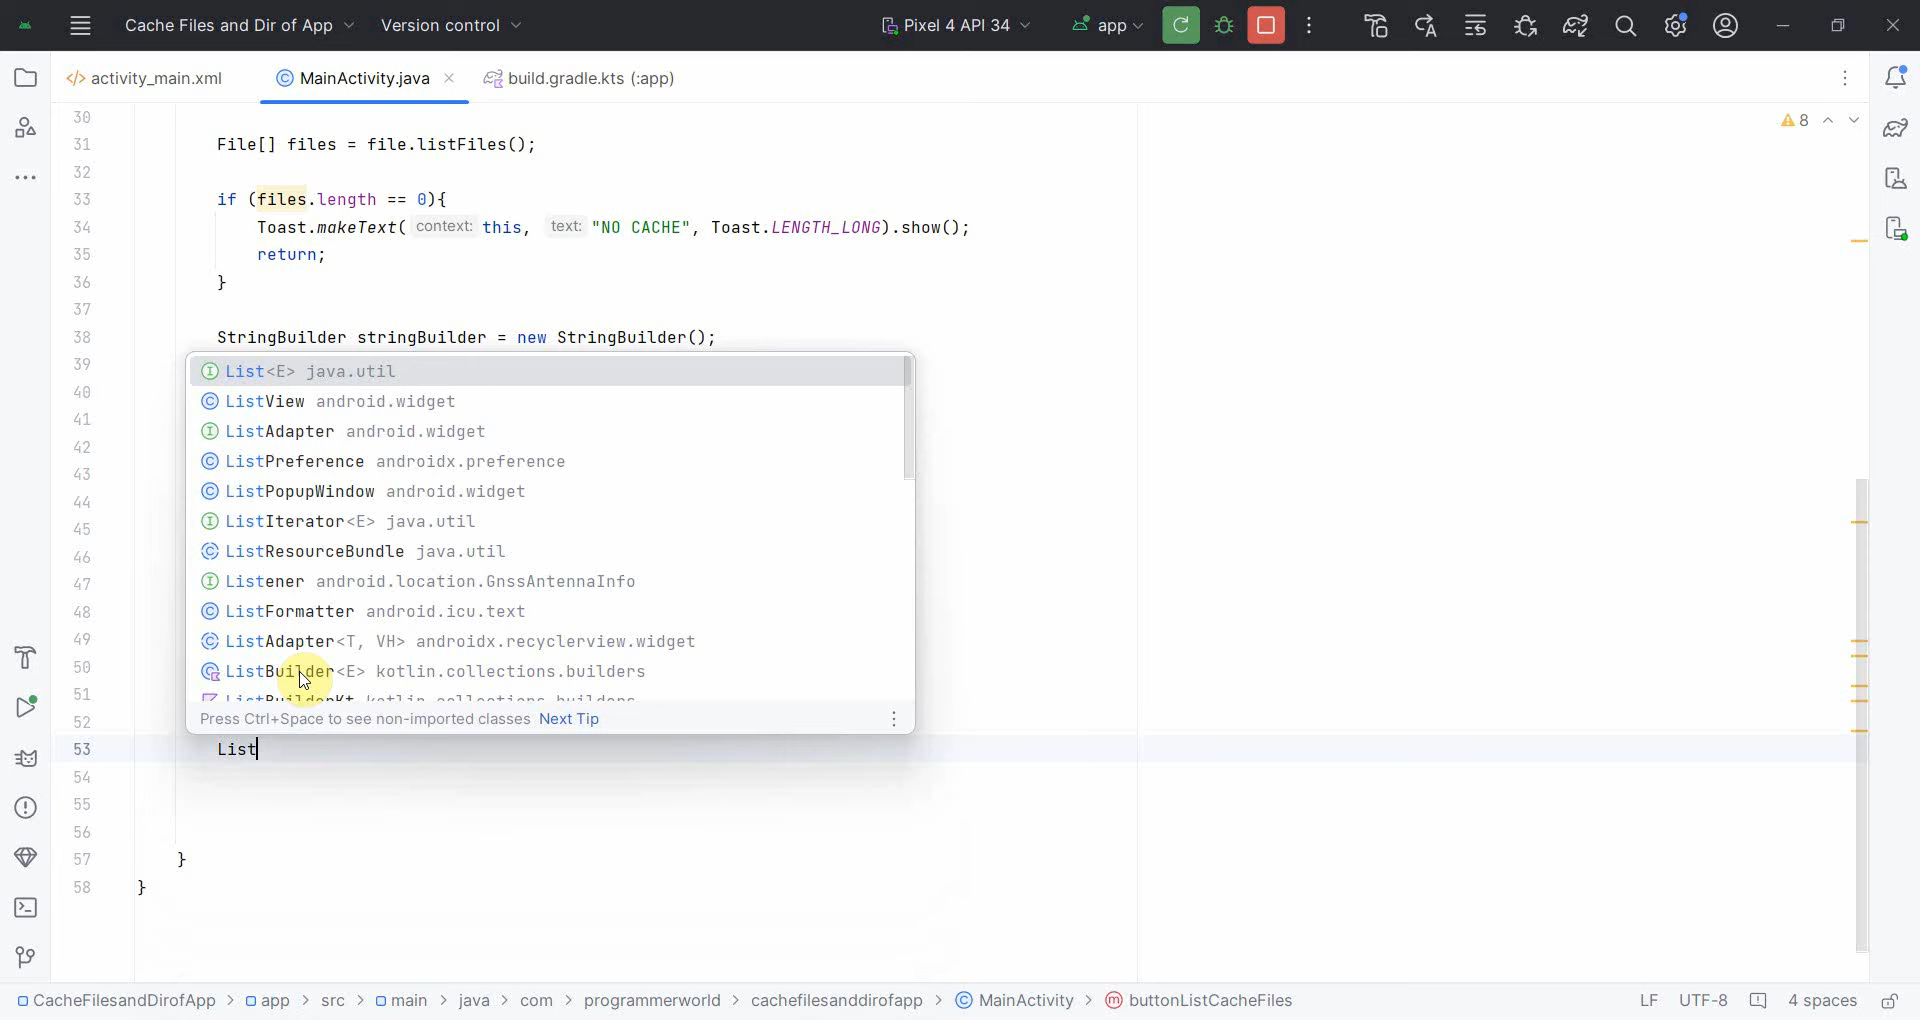 Cache Files and Dir of App Version control Pixel 4 API 34 app
activity_main.xml MainActivity.java build.gradle.kts (:app)
30
31 File[] files = file.listFiles();
32
33 if (files.length == 0){
34 Toast.makeText( context: this, text: "NO CACHE", Toast.LENGTH_LONG).show();
35 return;
36 }
37
38 StringBuilder stringBuilder = new StringBuilder();
39 List<E> java.util
40 ListView android.widget
41 ListAdapter android.widget
42
43 ListPreference androidx.preference
44 ListPopupWindow android.widget
45 ListIterator<E> java.util
46 ListResourceBundle java.util
47 Listener android.location.GnssAntennaInfo
48 ListFormatter android.icu.text
49 ListAdapter<T, VH> androidx.recyclerview.widget
50 ListBuilder<E> kotlin.collections.builders
51 ListBuilderKt kotlin.collections.builders
52 Press Ctrl+Space to see non-imported classes Next Tip
53 List
54
55
56
57 }
58 }
8
CacheFilesandDirofApp > app > src > main > java > com > programmerworld > cachefilesanddirofapp > MainActivity > buttonListCacheFiles LF UTF-8 4 spaces